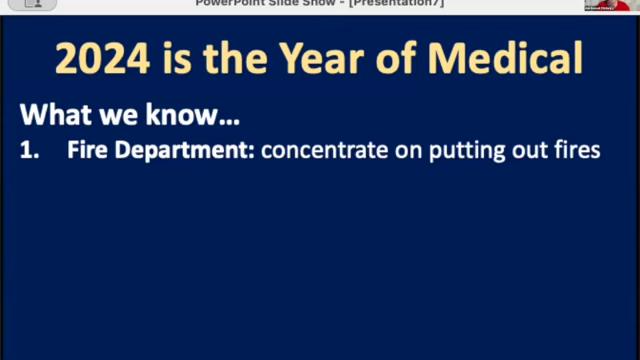 PowerPoint Slide Show - [Presentation7]
2024 is the Year of Medical
What we know...
1. Fire Department: concentrate on putting out fires